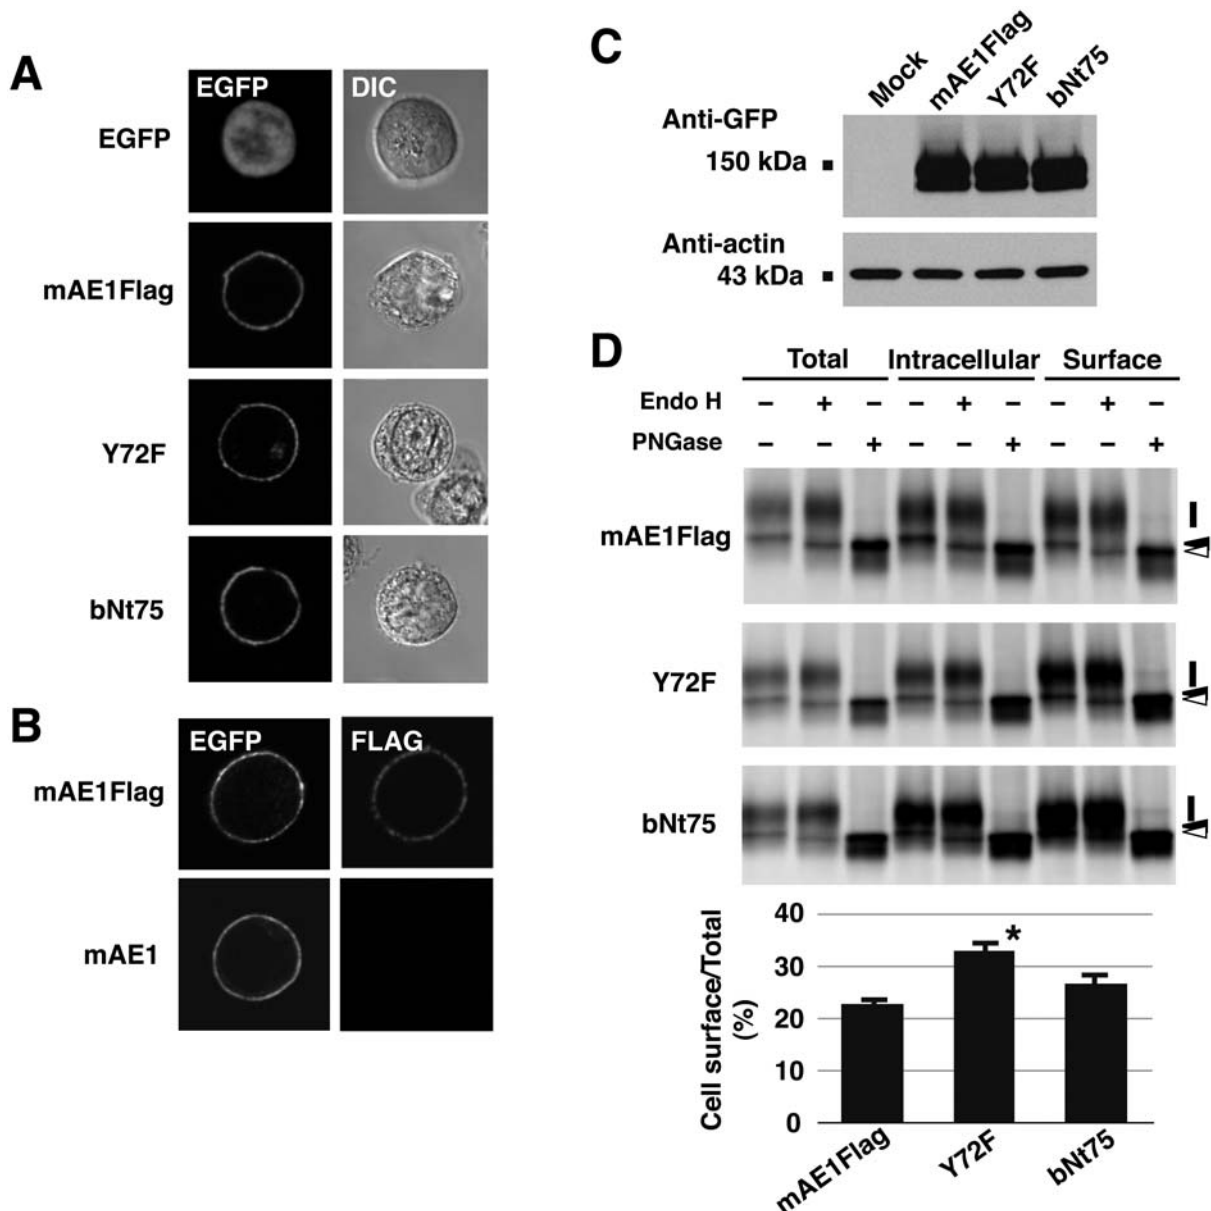 A
EGFP DIC
EGFP
mAE1Flag
Y72F
bNt75
B
EGFP FLAG
mAE1Flag
mAE1
C
Mock mAE1Flag Y72F bNt75
Anti-GFP
150 kDa
Anti-actin
43 kDa
D
Total Intracellular Surface
Endo H – + – – + – – + –
PNGase – – + – – + – – +
mAE1Flag
Y72F
bNt75
Cell surface/Total
(%)
40
30
20
10
0
*
mAE1Flag Y72F bNt75